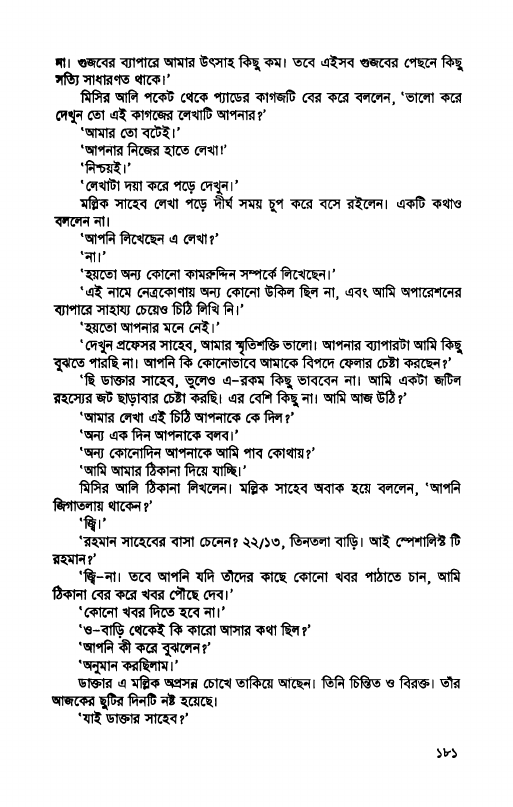 না। গুজবের ব্যাপারে আমার উৎসাহ কিছু কম। তবে এইসব গুজবের পেছনে কিছু
সত্যি সাধারণত থাকে।’
মিসির আলি পকেট থেকে প্যাডের কাগজটি বের করে বললেন, ‘ভালো করে
দেখুন তো এই কাগজের লেখাটি আপনার?’
‘আমার তো বটেই।’
‘আপনার নিজের হাতে লেখা!’
‘নিশ্চয়ই।’
‘লেখাটা দয়া করে পড়ে দেখুন।’
মল্লিক সাহেব লেখা পড়ে দীর্ঘ সময় চুপ করে বসে রইলেন। একটি কথাও
বললেন না।
‘আপনি লিখেছেন এ লেখা?’
‘না।’
‘হয়তো অন্য কোনো কামরুদ্দিন সম্পর্কে লিখেছেন।’
‘এই নামে নেত্রকোণায় অন্য কোনো উকিল ছিল না, এবং আমি অপারেশনের
ব্যাপারে সাহায্য চেয়েও চিঠি লিখি নি।’
‘হয়তো আপনার মনে নেই।’
‘দেখুন প্রফেসর সাহেব, আমার স্মৃতিশক্তি ভালো। আপনার ব্যাপারটা আমি কিছু
বুঝতে পারছি না। আপনি কি কোনোভাবে আমাকে বিপদে ফেলার চেষ্টা করছেন?’
‘ছি ডাক্তার সাহেব, ভুলেও এ-রকম কিছু ভাববেন না। আমি একটা জটিল
রহস্যের জট ছাড়াবার চেষ্টা করছি। এর বেশি কিছু না। আমি আজ উঠি?’
‘আমার লেখা এই চিঠি আপনাকে কে দিল?’
‘অন্য এক দিন আপনাকে বলব।’
‘অন্য কোনোদিন আপনাকে আমি পাব কোথায়?’
‘আমি আমার ঠিকানা দিয়ে যাচ্ছি।’
মিসির আলি ঠিকানা লিখলেন। মল্লিক সাহেব অবাক হয়ে বললেন, ‘আপনি
জিগাতলায় থাকেন?’
‘জ্বি।’
‘রহমান সাহেবের বাসা চেনেন? ২২/১৩, তিনতলা বাড়ি। আই স্পেশালিস্ট টি
রহমান?’
‘জ্বি-না। তবে আপনি যদি তাঁদের কাছে কোনো খবর পাঠাতে চান, আমি
ঠিকানা বের করে খবর পৌঁছে দেব।’
‘কোনো খবর দিতে হবে না।’
‘ও-বাড়ি থেকেই কি কারো আসার কথা ছিল?’
‘আপনি কী করে বুঝলেন?’
‘অনুমান করছিলাম।’
ডাক্তার এ মল্লিক অপ্রসন্ন চোখে তাকিয়ে আছেন। তিনি চিন্তিত ও বিরক্ত। তাঁর
আজকের ছুটির দিনটি নষ্ট হয়েছে।
‘যাই ডাক্তার সাহেব?’
১৮১